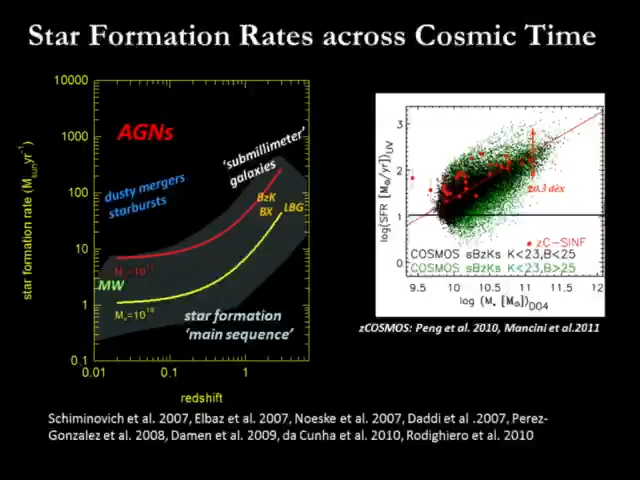 Star Formation Rates across Cosmic Time
10000
1000
100
10
1
0.1
0.01
0.1
1
star formation rate (M sun yr⁻¹)
redshift
AGNs
'submillimeter'
galaxies
dusty mergers
starbursts
BzK
BX
LBG
MW
M*=10¹⁰
star formation
'main sequence'
3
2
1
0
log(SFR [M⊙/yr])UV
±0.3 dex
zC-SINF
COSMOS sBzKs K<23,B<25
COSMOS sBzKs K<23,B>25
9.5 10 10.5 11 11.5 12
log (M* [M⊙])D04
zCOSMOS: Peng et al. 2010, Mancini et al.2011
Schiminovich et al. 2007, Elbaz et al. 2007, Noeske et al. 2007, Daddi et al .2007, Perez-
Gonzalez et al. 2008, Damen et al. 2009, da Cunha et al. 2010, Rodighiero et al. 2010